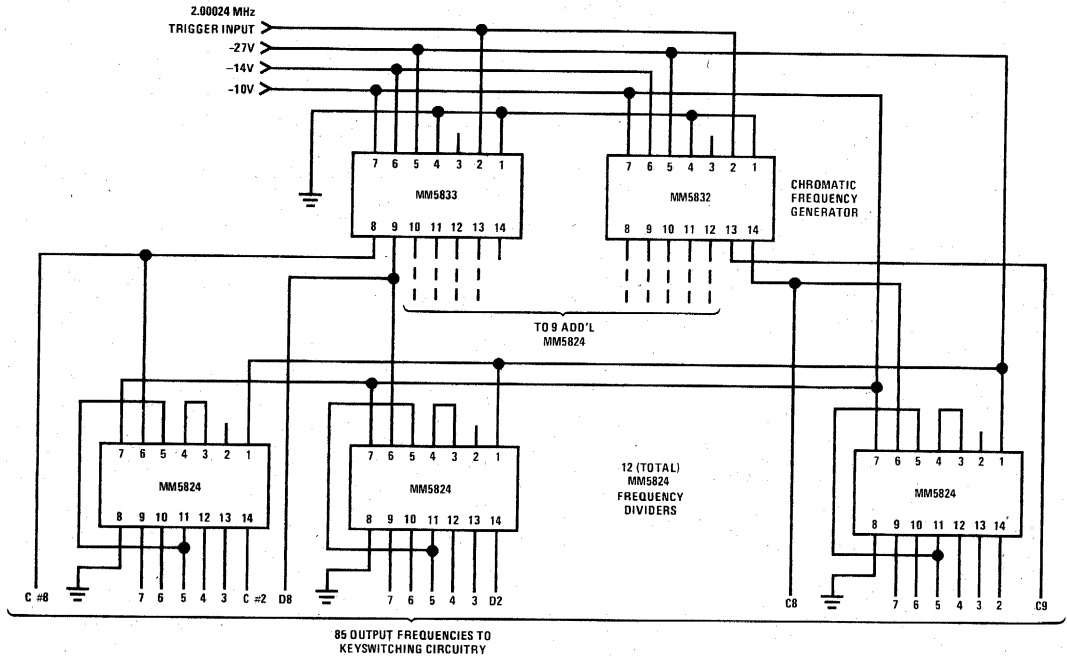 2.00024 MHz
TRIGGER INPUT
-27V
-14V
-10V
7 6 5 4 3 2 1
MM5833
8 9 10 11 12 13 14
7 6 5 4 3 2 1
MM5832
8 9 10 11 12 13 14
CHROMATIC
FREQUENCY
GENERATOR
TO 9 ADD'L
MM5824
7 6 5 4 3 2 1
MM5824
8 9 10 11 12 13 14
7 6 5 4 3 2 1
MM5824
8 9 10 11 12 13 14
12 (TOTAL)
MM5824
FREQUENCY
DIVIDERS
7 6 5 4 3 2 1
MM5824
8 9 10 11 12 13 14
C #8 7 6 5 4 3 C #2 D8 7 6 5 4 3 D2 C8 7 6 5 4 3 2 C9
85 OUTPUT FREQUENCIES TO
KEYSWITCHING CIRCUITRY